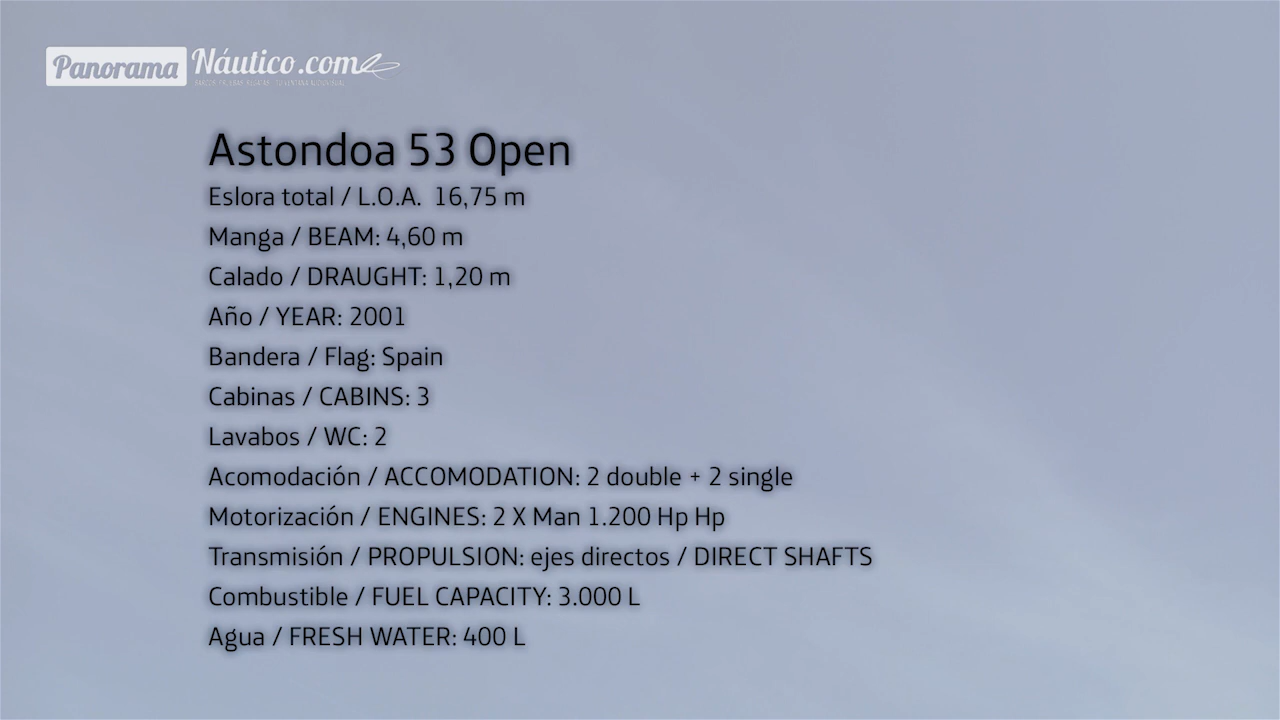 Panorama Náutico.com
Astondoa 53 Open
Eslora total / L.O.A. 16,75 m
Manga / BEAM: 4,60 m
Calado / DRAUGHT: 1,20 m
Año / YEAR: 2001
Bandera / Flag: Spain
Cabinas / CABINS: 3
Lavabos / WC: 2
Acomodación / ACCOMODATION: 2 double + 2 single
Motorización / ENGINES: 2 X Man 1.200 Hp Hp
Transmisión / PROPULSION: ejes directos / DIRECT SHAFTS
Combustible / FUEL CAPACITY: 3.000 L
Agua / FRESH WATER: 400 L